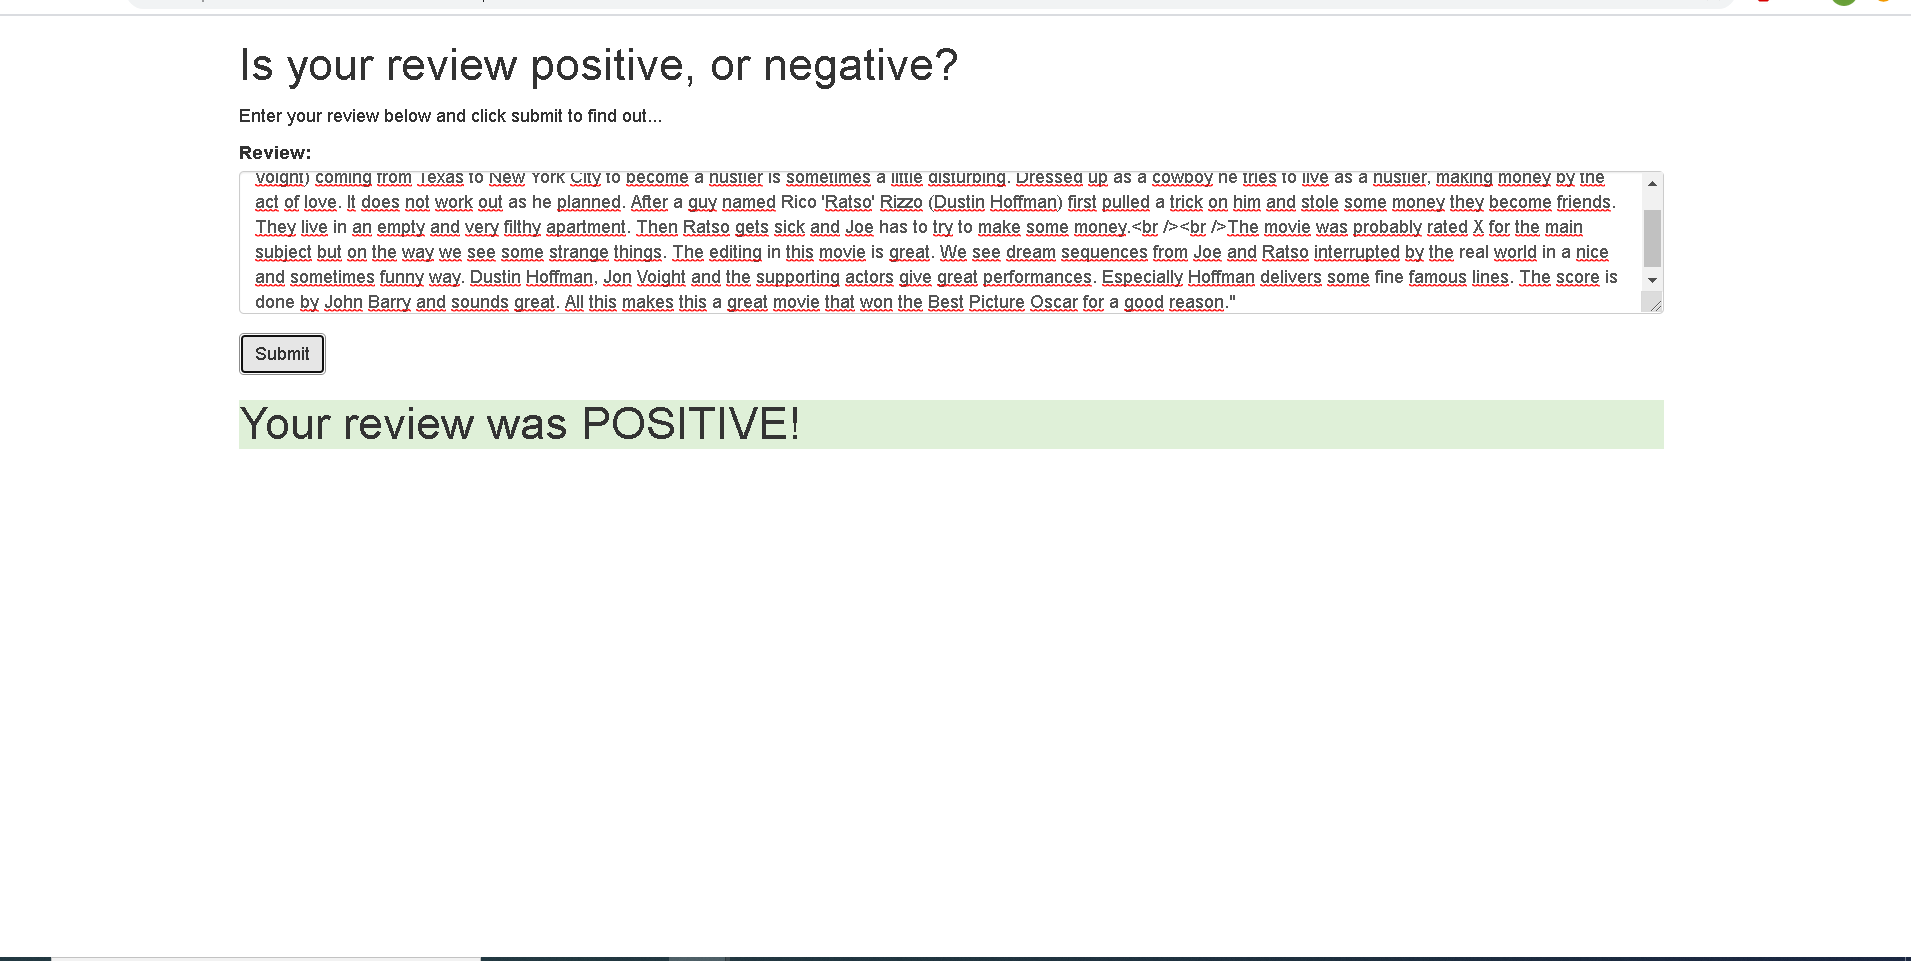 Is your review positive, or negative?
Enter your review below and click submit to find out...
Review:
Voight) coming from Texas to New York City to become a hustler is sometimes a little disturbing. Dressed up as a cowboy he tries to live as a hustler, making money by the
act of love. It does not work out as he planned. After a guy named Rico 'Ratso' Rizzo (Dustin Hoffman) first pulled a trick on him and stole some money they become friends.
They live in an empty and very filthy apartment. Then Ratso gets sick and Joe has to try to make some money.<br /><br />The movie was probably rated X for the main
subject but on the way we see some strange things. The editing in this movie is great. We see dream sequences from Joe and Ratso interrupted by the real world in a nice
and sometimes funny way. Dustin Hoffman, Jon Voight and the supporting actors give great performances. Especially Hoffman delivers some fine famous lines. The score is
done by John Barry and sounds great. All this makes this a great movie that won the Best Picture Oscar for a good reason."
Submit
Your review was POSITIVE!